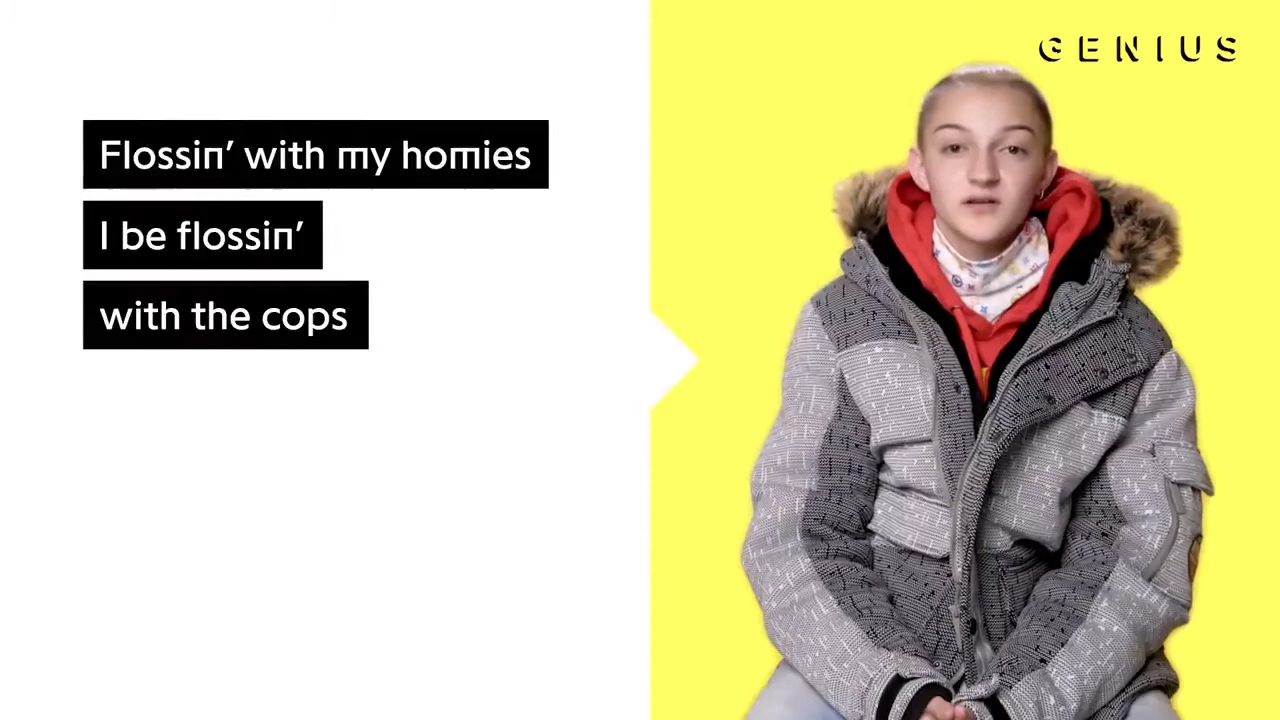 GENIUS
Flossin’ with my homies
I be flossin’
with the cops